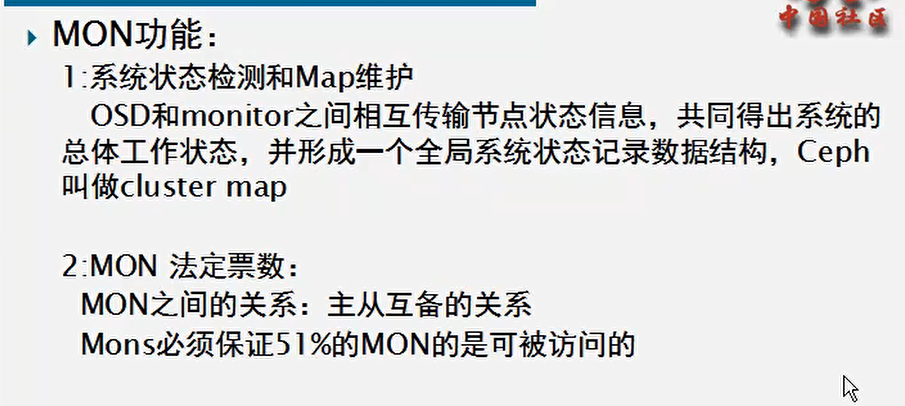 中国社区
MON功能：
1:系统状态检测和Map维护
OSD和monitor之间相互传输节点状态信息，共同得出系统的
总体工作状态，并形成一个全局系统状态记录数据结构，Ceph
叫做cluster map
2:MON 法定票数：
MON之间的关系：主从互备的关系
Mons必须保证51%的MON的是可被访问的